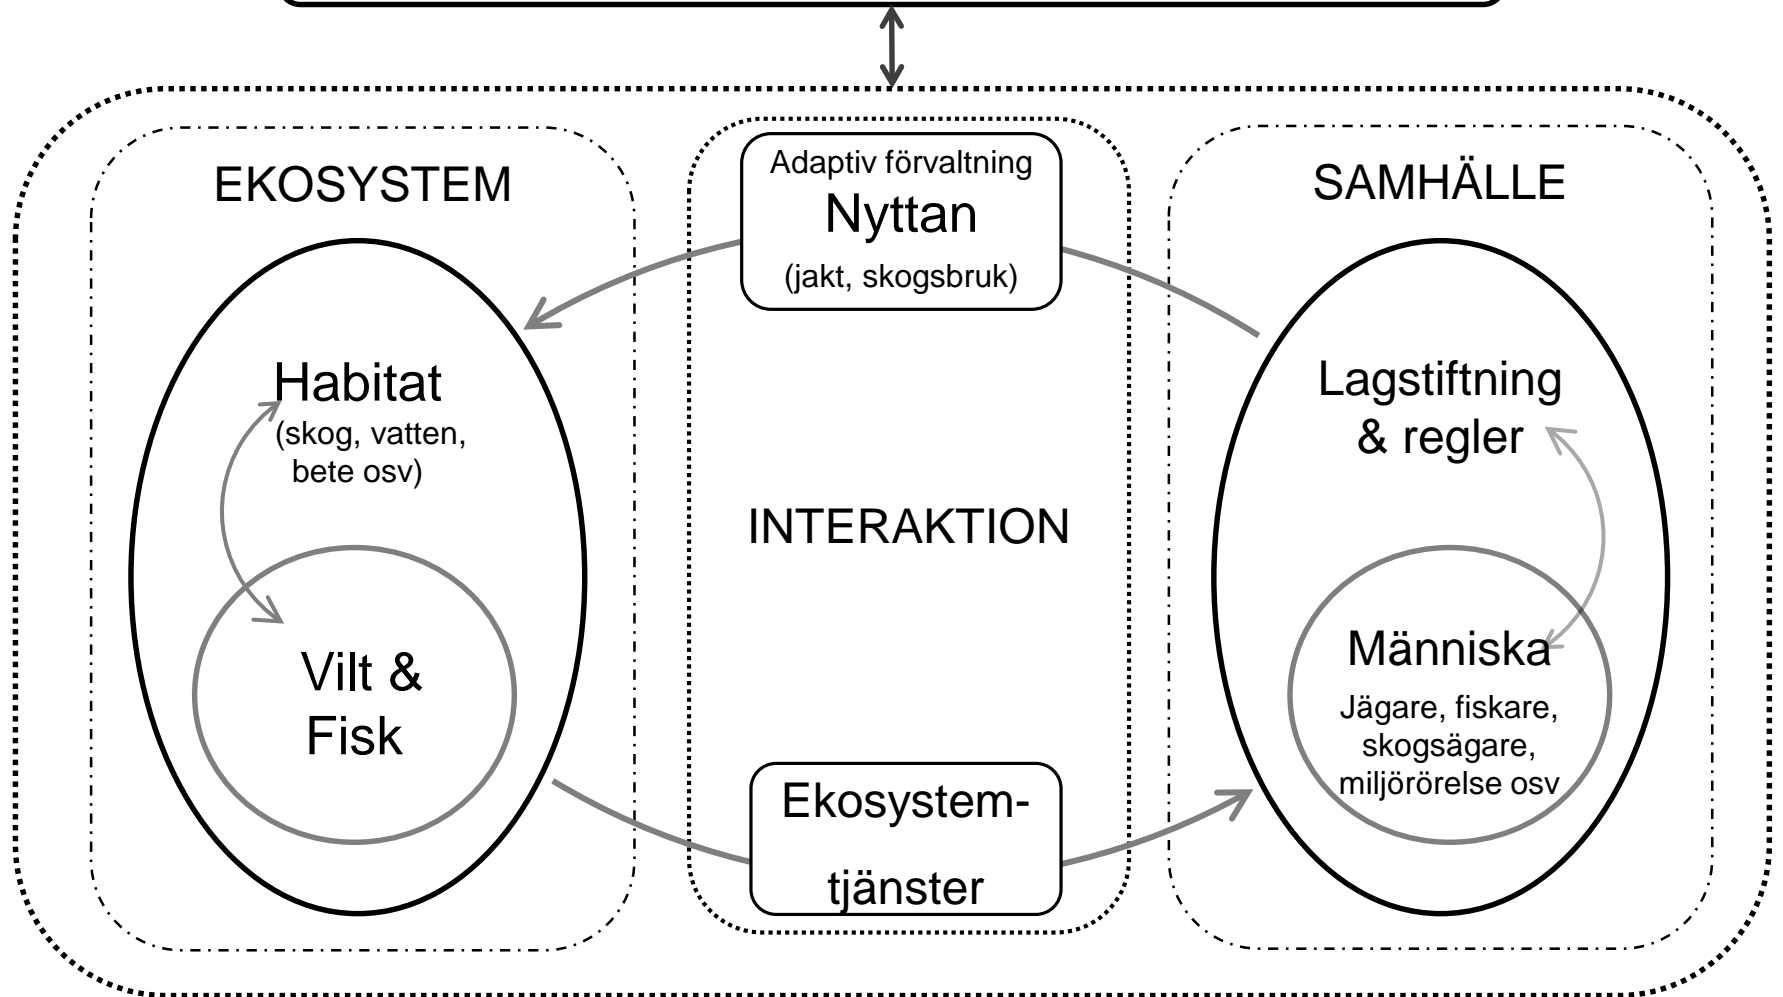 EKOSYSTEM
Habitat
(skog, vatten,
bete osv)
Vilt &
Fisk
Adaptiv förvaltning
Nyttan
(jakt, skogsbruk)
INTERAKTION
Ekosystem-
tjänster
SAMHÄLLE
Lagstiftning
& regler
Människa
Jägare, fiskare,
skogsägare,
miljörörelse osv